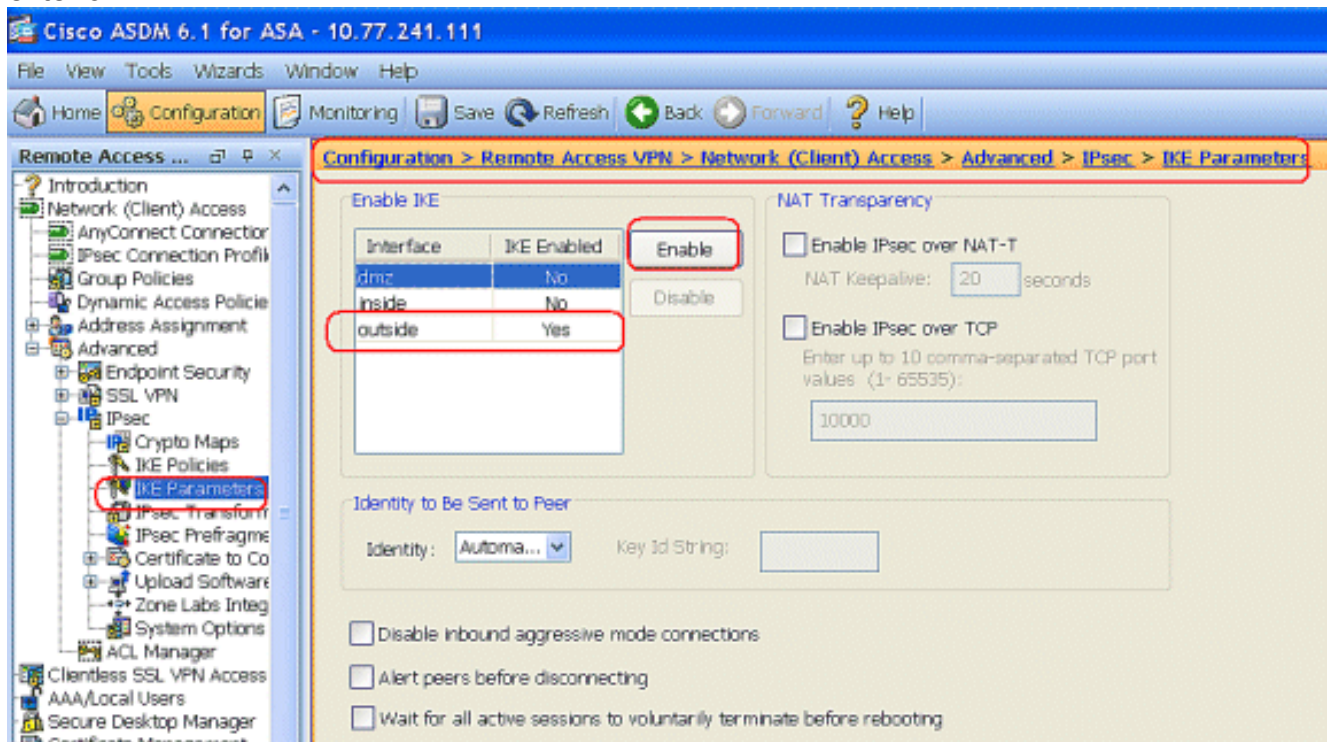 Cisco ASDM 6.1 for ASA - 10.77.241.111
File View Tools Wizards Window Help
Home Configuration Monitoring Save Refresh Back Forward Help
Remote Access ...
Configuration > Remote Access VPN > Network (Client) Access > Advanced > IPsec > IKE Parameters
Introduction
Network (Client) Access
AnyConnect Connection
IPsec Connection Profil
Group Policies
Dynamic Access Policie
Address Assignment
Advanced
Endpoint Security
SSL VPN
IPsec
Crypto Maps
IKE Policies
IKE Parameters
IPsec Transform
IPsec Prefragme
Certificate to Co
Upload Software
Zone Labs Integ
System Options
ACL Manager
Clientless SSL VPN Access
AAA/Local Users
Secure Desktop Manager
Enable IKE
Interface IKE Enabled
dmz No
inside No
outside Yes
Enable
Disable
NAT Transparency
Enable IPsec over NAT-T
NAT Keepalive: 20 seconds
Enable IPsec over TCP
Enter up to 10 comma-separated TCP port
values (1- 65535):
10000
Identity to Be Sent to Peer
Identity: Automa... Key Id String:
Disable inbound aggressive mode connections
Alert peers before disconnecting
Wait for all active sessions to voluntarily terminate before rebooting